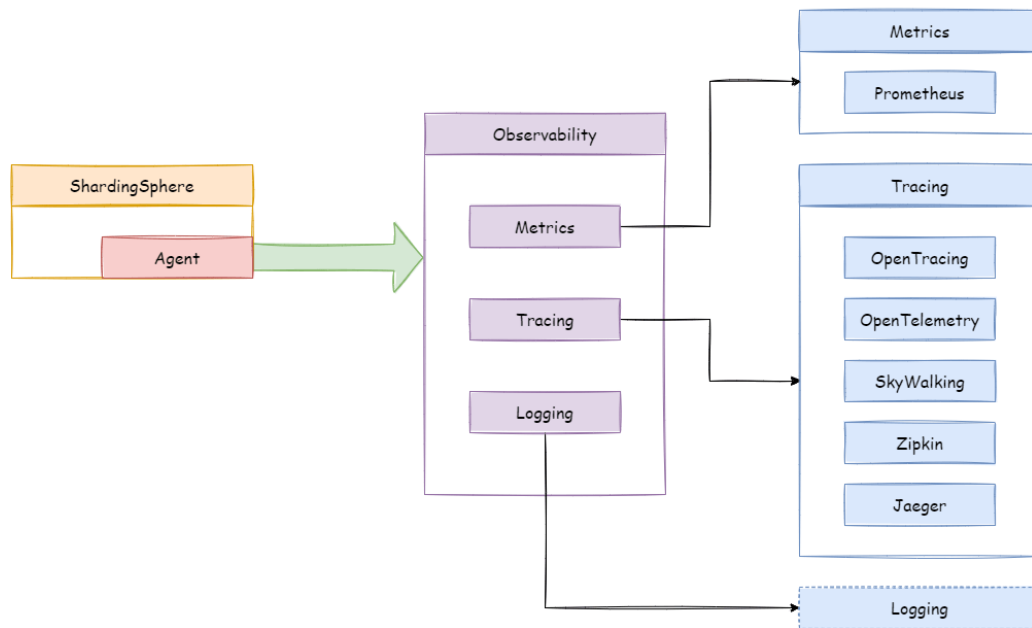 ShardingSphere
Agent
Observability
Metrics
Tracing
Logging
Metrics
Prometheus
Tracing
OpenTracing
OpenTelemetry
SkyWalking
Zipkin
Jaeger
Logging